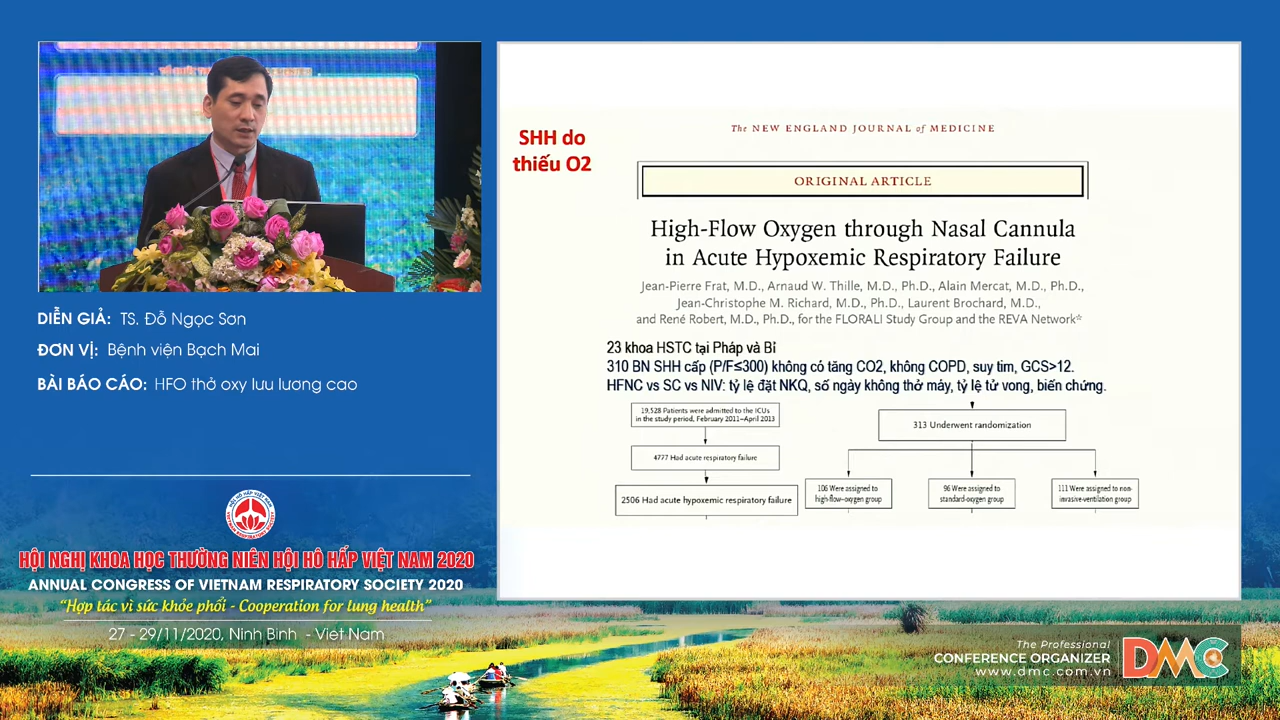 DIỄN GIẢ: TS. Đỗ Ngọc Sơn
ĐƠN VỊ: Bệnh viện Bạch Mai
BÀI BÁO CÁO: HFO thở oxy lưu lượng cao
HỘI NGHỊ KHOA HỌC THƯỜNG NIÊN HỘI HÔ HẤP VIỆT NAM 2020
ANNUAL CONGRESS OF VIETNAM RESPIRATORY SOCIETY 2020
“Hợp tác vì sức khỏe phổi - Cooperation for lung health”
27 - 29/11/2020, Ninh Bình - Việt Nam
SHH do
thiếu O2
The NEW ENGLAND JOURNAL of MEDICINE
ORIGINAL ARTICLE
High-Flow Oxygen through Nasal Cannula
in Acute Hypoxemic Respiratory Failure
Jean-Pierre Frat, M.D., Arnaud W. Thille, M.D., Ph.D., Alain Mercat, M.D., Ph.D.,
Jean-Christophe M. Richard, M.D., Ph.D., Laurent Brochard, M.D.,
and René Robert, M.D., Ph.D., for the FLORALI Study Group and the REVA Network*
23 khoa HSTC tại Pháp và Bỉ
310 BN SHH cấp (P/F≤300) không có tăng CO2, không COPD, suy tim, GCS>12.
HFNC vs SC vs NIV: tỷ lệ đặt NKQ, số ngày không thở máy, tỷ lệ tử vong, biến chứng.
19,528 Patients were admitted to the ICUs
in the study period, February 2011–April 2013
4777 Had acute respiratory failure
2506 Had acute hypoxemic respiratory failure
313 Underwent randomization
106 Were assigned to
high-flow–oxygen group
96 Were assigned to
standard-oxygen group
111 Were assigned to non-
invasive-ventilation group
The Professional
CONFERENCE ORGANIZER
www.dmc.com.vn
DMC